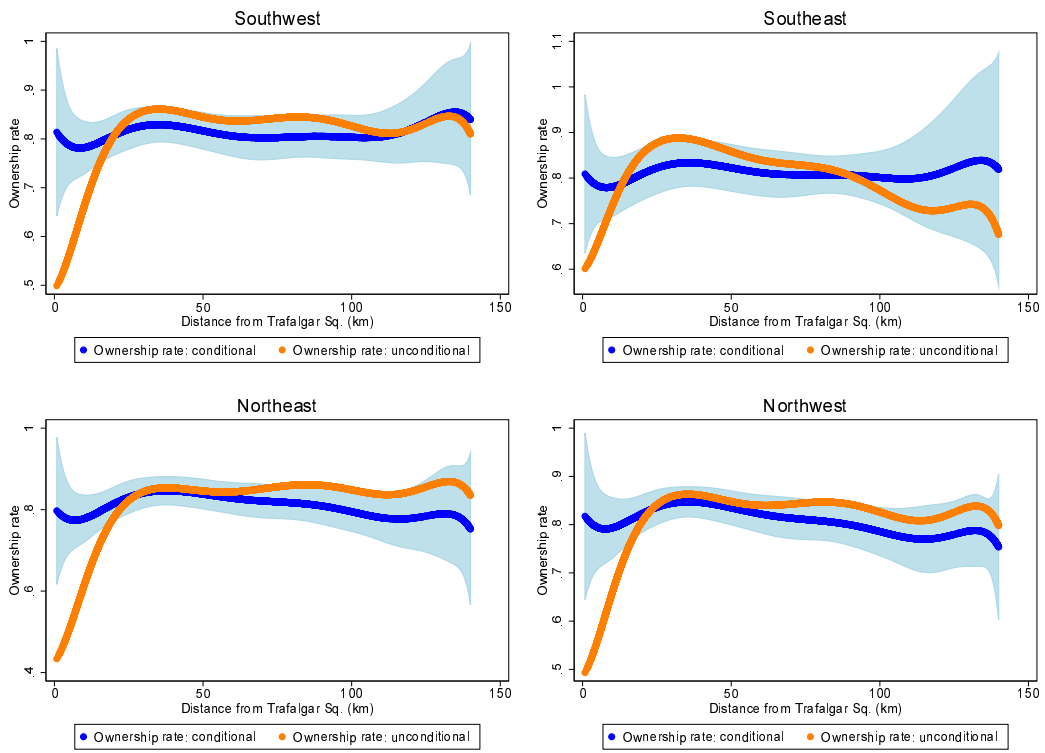 Southwest
Ownership rate
1
.9
.8
.7
.6
.5
0 50 100 150
Distance from Trafalgar Sq. (km)
Ownership rate: conditional Ownership rate: unconditional
Southeast
Ownership rate
1.1
1
.9
.8
.7
.6
0 50 100 150
Distance from Trafalgar Sq. (km)
Ownership rate: conditional Ownership rate: unconditional
Northeast
Ownership rate
1
.8
.6
.4
0 50 100 150
Distance from Trafalgar Sq. (km)
Ownership rate: conditional Ownership rate: unconditional
Northwest
Ownership rate
1
.9
.8
.7
.6
.5
0 50 100 150
Distance from Trafalgar Sq. (km)
Ownership rate: conditional Ownership rate: unconditional